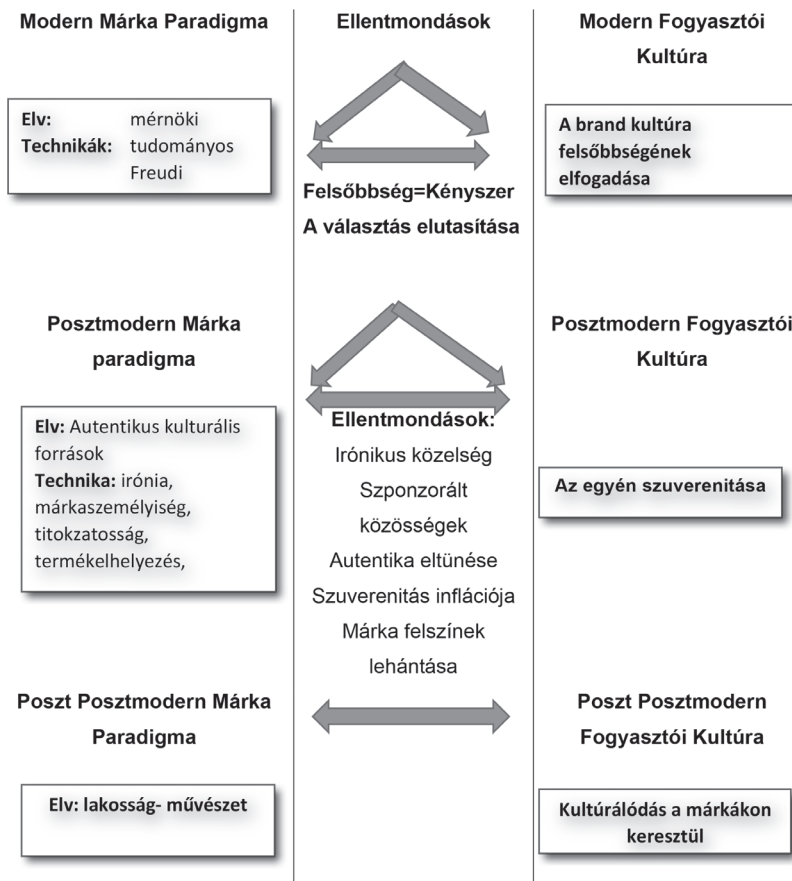 Modern Márka Paradigma
Ellentmondások
Modern Fogyasztói
Kultúra
Elv: mérnöki
Technikák: tudományos
Freudi
Felsőbbség=Kényszer
A választás elutasítása
A brand kultúra
felsőbbségének
elfogadása
Posztmodern Márka
paradigma
Posztmodern Fogyasztói
Kultúra
Elv: Autentikus kulturális
források
Technika: irónia,
márkaszemélyiség,
titokzatosság,
termékelhelyezés,
Ellentmondások:
Irónikus közelség
Szponzorált
közösségek
Autentika eltünése
Szuverenitás inflációja
Márka felszínek
lehántása
Az egyén szuverenitása
Poszt Posztmodern Márka
Paradigma
Poszt Posztmodern
Fogyasztói Kultúra
Elv: lakosság- művészet
Kultúrálódás a márkákon
keresztül